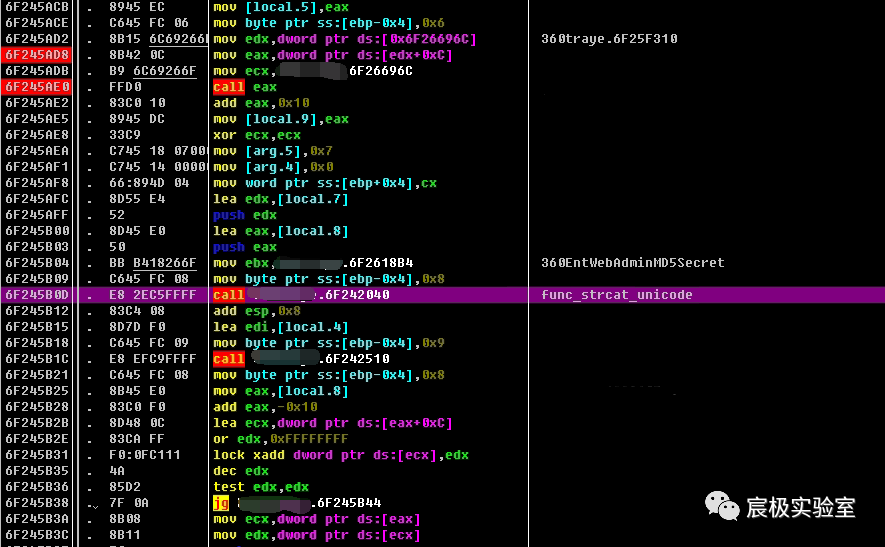 6F245ACB . 8945 EC mov [local.5],eax
6F245ACE . C645 FC 06 mov byte ptr ss:[ebp-0x4],0x6
6F245AD2 . 8B15 6C69266 mov edx,dword ptr ds:[0x6F26696C] 360traye.6F25F310
6F245AD8 . 8B42 0C mov eax,dword ptr ds:[edx+0xC]
6F245ADB . B9 6C69266F mov ecx, 6F26696C
6F245AE0 . FFD0 call eax
6F245AE2 . 83C0 10 add eax,0x10
6F245AE5 . 8945 DC mov [local.9],eax
6F245AE8 . 33C9 xor ecx,ecx
6F245AEA . C745 18 0700 mov [arg.5],0x7
6F245AF1 . C745 14 0000 mov [arg.4],0x0
6F245AF8 . 66:894D 04 mov word ptr ss:[ebp+0x4],cx
6F245AFC . 8D55 E4 lea edx,[local.7]
6F245AFF . 52 push edx
6F245B00 . 8D45 E0 lea eax,[local.8]
6F245B03 . 50 push eax
6F245B04 . BB B418266F mov ebx, .6F2618B4 360EntWebAdminMD5Secret
6F245B09 . C645 FC 08 mov byte ptr ss:[ebp-0x4],0x8
6F245B0D . E8 2EC5FFFF call .6F242040 func_strcat_unicode
6F245B12 . 83C4 08 add esp,0x8
6F245B15 . 8D7D F0 lea edi,[local.4]
6F245B18 . C645 FC 09 mov byte ptr ss:[ebp-0x4],0x9
6F245B1C . E8 EFC9FFFF call .6F242510
6F245B21 . C645 FC 08 mov byte ptr ss:[ebp-0x4],0x8
6F245B25 . 8B45 E0 mov eax,[local.8]
6F245B28 . 83C0 F0 add eax,-0x10
6F245B2B . 8D48 0C lea ecx,dword ptr ds:[eax+0xC]
6F245B2E . 83CA FF or edx,0xFFFFFFFF
6F245B31 . F0:0FC111 lock xadd dword ptr ds:[ecx],edx
6F245B35 . 4A dec edx
6F245B36 . 85D2 test edx,edx
6F245B38 . 7F 0A jg .6F245B44
6F245B3A . 8B08 mov ecx,dword ptr ds:[eax]
6F245B3C . 8B11 mov edx,dword ptr ds:[ecx]
宸极实验室